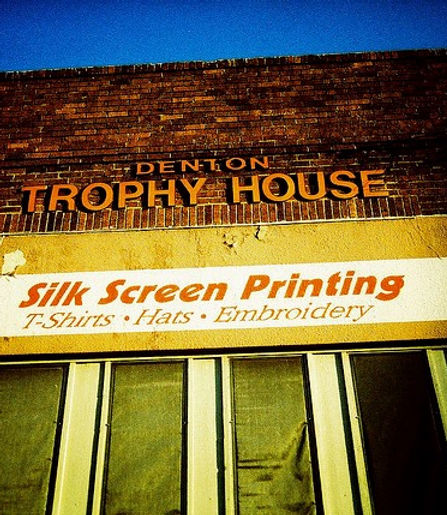 DENTON
TROPHY HOUSE
Silk Screen Printing
T-Shirts • Hats • Embroidery